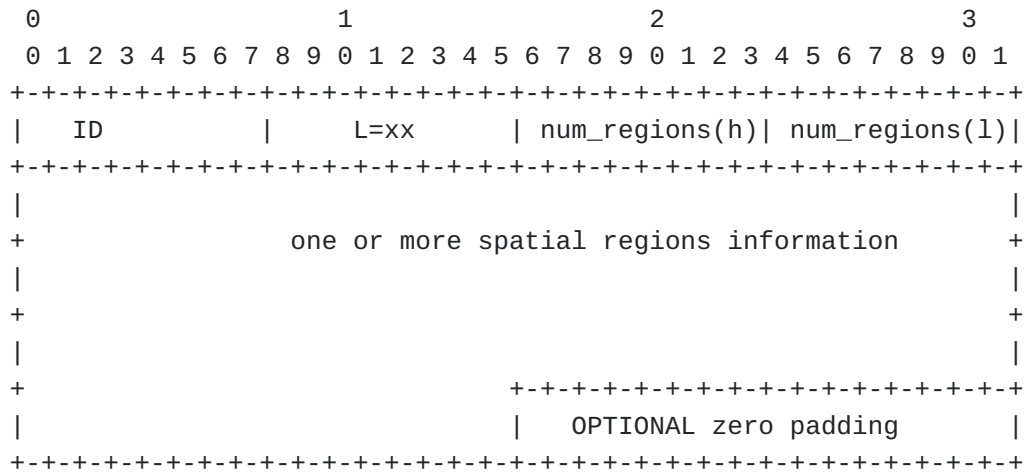 0                   1                   2                   3
 0 1 2 3 4 5 6 7 8 9 0 1 2 3 4 5 6 7 8 9 0 1 2 3 4 5 6 7 8 9 0 1
+-+-+-+-+-+-+-+-+-+-+-+-+-+-+-+-+-+-+-+-+-+-+-+-+-+-+-+-+-+-+-+-+
|   ID          |     L=xx      | num_regions(h)| num_regions(l)|
+-+-+-+-+-+-+-+-+-+-+-+-+-+-+-+-+-+-+-+-+-+-+-+-+-+-+-+-+-+-+-+-+
|                                                               |
+                 one or more spatial regions information       +
|                                                               |
+                                                               +
|                                                               |
+                               +-+-+-+-+-+-+-+-+-+-+-+-+-+-+-+-+
|                               |   OPTIONAL zero padding       |
+-+-+-+-+-+-+-+-+-+-+-+-+-+-+-+-+-+-+-+-+-+-+-+-+-+-+-+-+-+-+-+-+